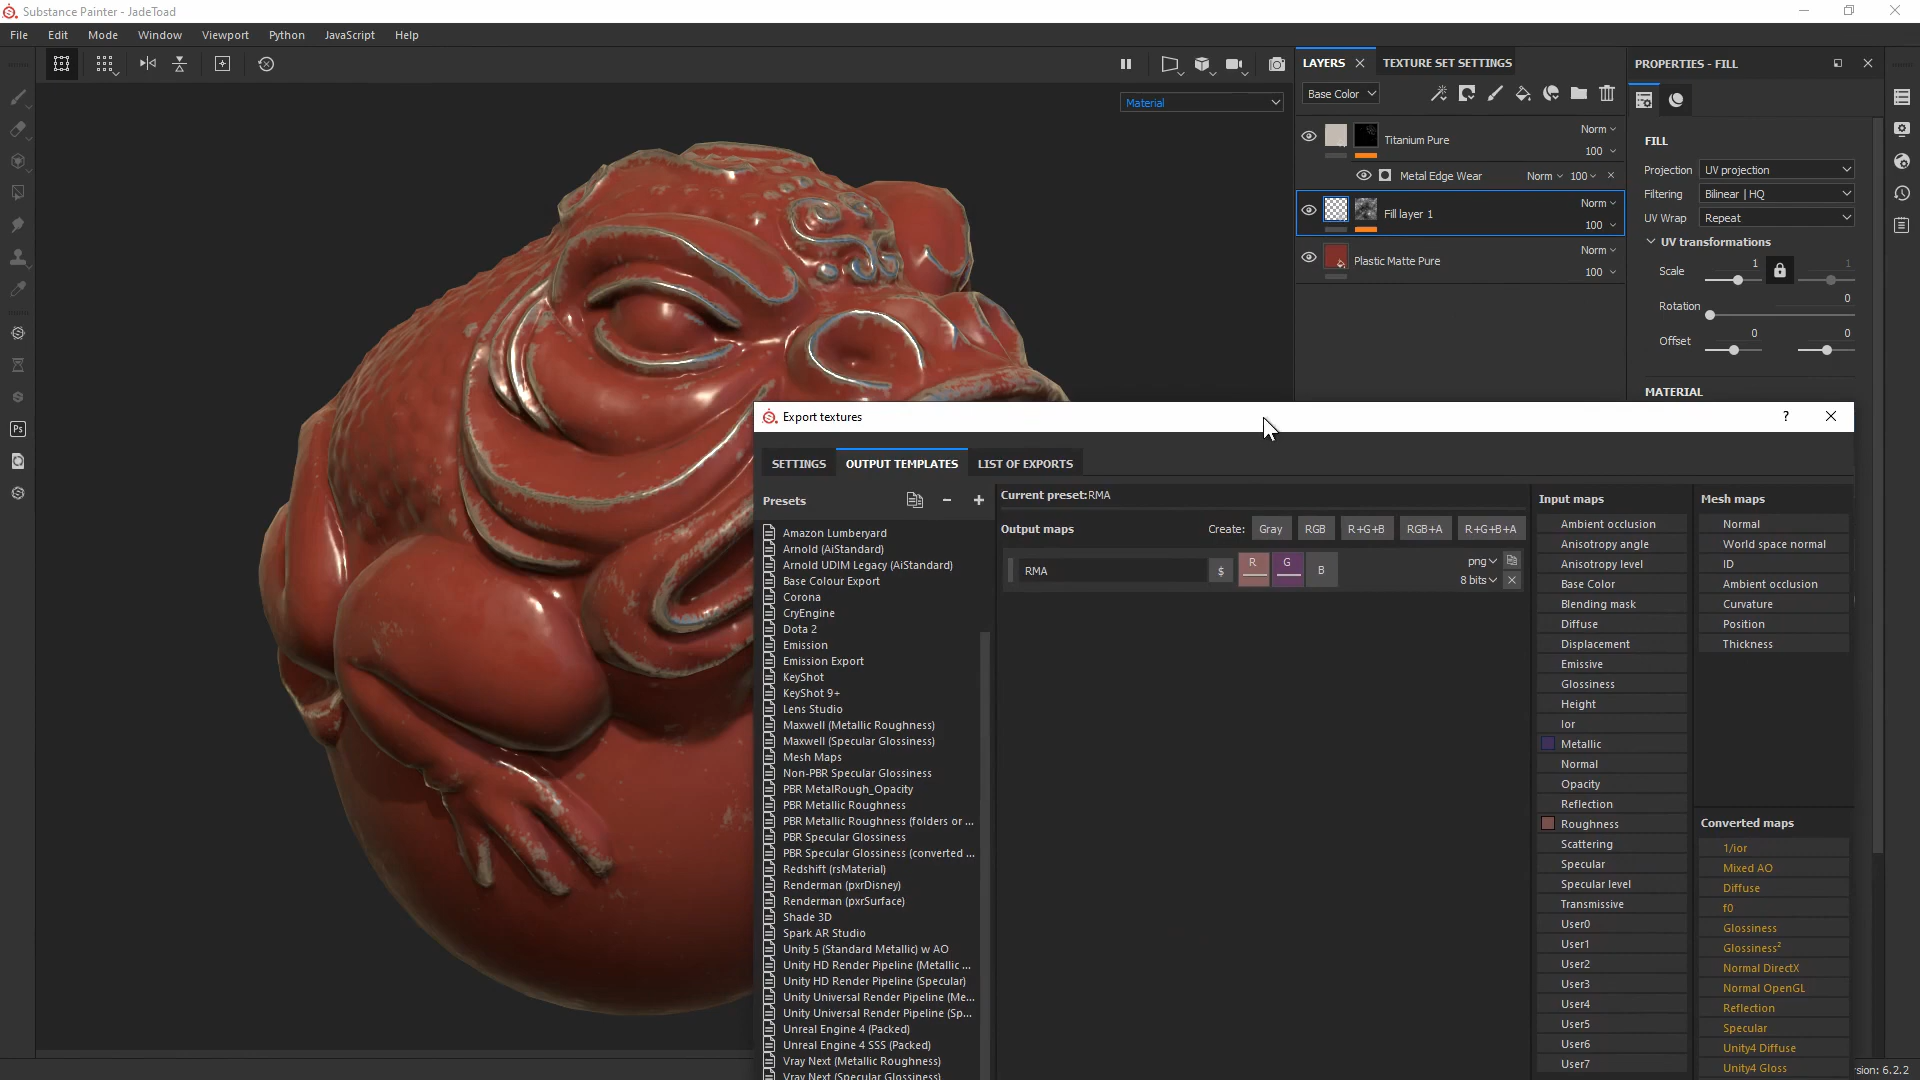 Substance Painter - JadeToad
File Edit Mode Window Viewport Python JavaScript Help
Material
LAYERS TEXTURE SET SETTINGS
Base Color
Titanium Pure Norm 100
Metal Edge Wear Norm 100
Fill layer 1 Norm 100
Plastic Matte Pure Norm 100
PROPERTIES - FILL
FILL
Projection UV projection
Filtering Bilinear | HQ
UV Wrap Repeat
UV transformations
Scale 1 1
Rotation 0
Offset 0 0
MATERIAL
Ps
Export textures ?
SETTINGS OUTPUT TEMPLATES LIST OF EXPORTS
Presets
Amazon Lumberyard
Arnold (AiStandard)
Arnold UDIM Legacy (AiStandard)
Base Colour Export
Corona
CryEngine
Dota 2
Emission
Emission Export
KeyShot
KeyShot 9+
Lens Studio
Maxwell (Metallic Roughness)
Maxwell (Specular Glossiness)
Mesh Maps
Non-PBR Specular Glossiness
PBR MetalRough_Opacity
PBR Metallic Roughness
PBR Metallic Roughness (folders or ...
PBR Specular Glossiness
PBR Specular Glossiness (converted ...
Redshift (rsMaterial)
Renderman (pxrDisney)
Renderman (pxrSurface)
Shade 3D
Spark AR Studio
Unity 5 (Standard Metallic) w AO
Unity HD Render Pipeline (Metallic ...
Unity HD Render Pipeline (Specular)
Unity Universal Render Pipeline (Me...
Unity Universal Render Pipeline (Sp...
Unreal Engine 4 (Packed)
Unreal Engine 4 SSS (Packed)
Vray Next (Metallic Roughness)
Vray Next (Specular Glossiness)
Current preset:RMA
Output maps Create: Gray RGB R+G+B RGB+A R+G+B+A
RMA $ R G B png 8 bits
Input maps
Ambient occlusion
Anisotropy angle
Anisotropy level
Base Color
Blending mask
Diffuse
Displacement
Emissive
Glossiness
Height
Ior
Metallic
Normal
Opacity
Reflection
Roughness
Scattering
Specular
Specular level
Transmissive
User0
User1
User2
User3
User4
User5
User6
User7
Mesh maps
Normal
World space normal
ID
Ambient occlusion
Curvature
Position
Thickness
Converted maps
1/ior
Mixed AO
Diffuse
f0
Glossiness
Glossiness²
Normal DirectX
Normal OpenGL
Reflection
Specular
Unity4 Diffuse
Unity4 Gloss
rsion: 6.2.2